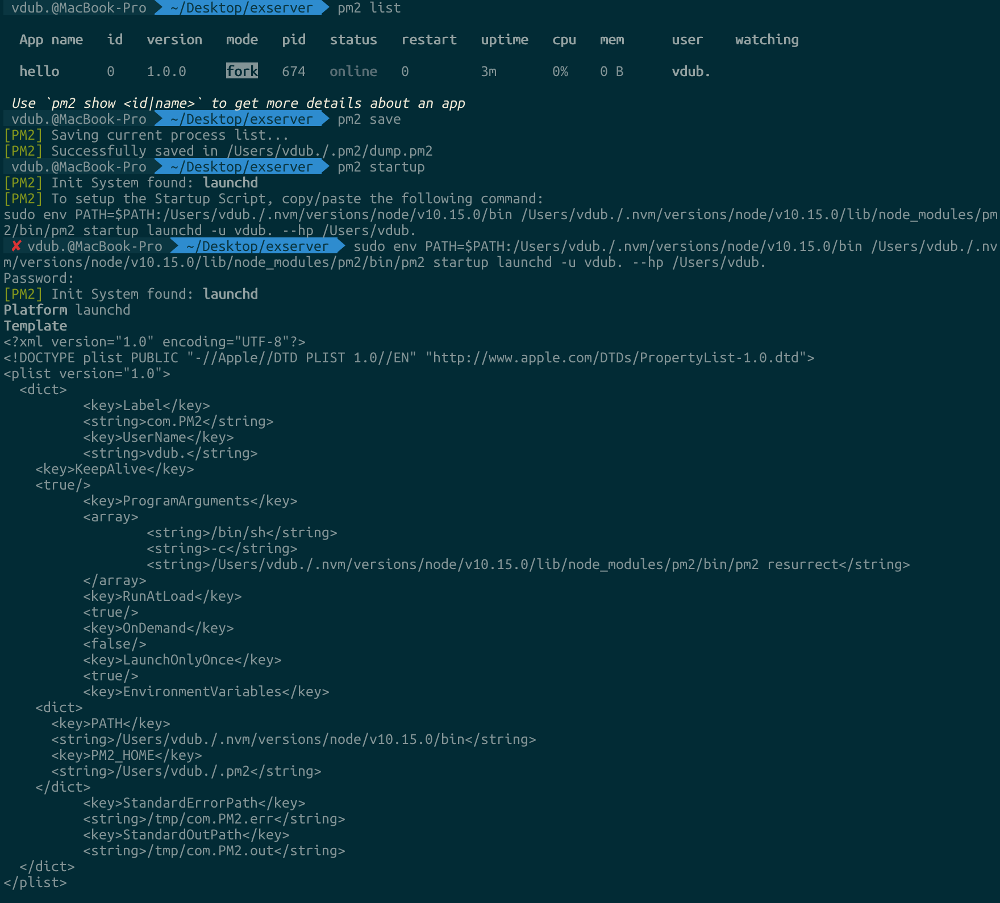 vdub.@MacBook-Pro ~/Desktop/exserver pm2 list
App name id version mode pid status restart uptime cpu mem user watching
hello 0 1.0.0 fork 674 online 0 3m 0% 0 B vdub.
Use `pm2 show <id|name>` to get more details about an app
vdub.@MacBook-Pro ~/Desktop/exserver pm2 save
[PM2] Saving current process list...
[PM2] Successfully saved in /Users/vdub./.pm2/dump.pm2
vdub.@MacBook-Pro ~/Desktop/exserver pm2 startup
[PM2] Init System found: launchd
[PM2] To setup the Startup Script, copy/paste the following command:
sudo env PATH=$PATH:/Users/vdub./.nvm/versions/node/v10.15.0/bin /Users/vdub./.nvm/versions/node/v10.15.0/lib/node_modules/pm
2/bin/pm2 startup launchd -u vdub. --hp /Users/vdub.
✘ vdub.@MacBook-Pro ~/Desktop/exserver sudo env PATH=$PATH:/Users/vdub./.nvm/versions/node/v10.15.0/bin /Users/vdub./.nv
m/versions/node/v10.15.0/lib/node_modules/pm2/bin/pm2 startup launchd -u vdub. --hp /Users/vdub.
Password:
[PM2] Init System found: launchd
Platform launchd
Template
<?xml version="1.0" encoding="UTF-8"?>
<!DOCTYPE plist PUBLIC "-//Apple//DTD PLIST 1.0//EN" "http://www.apple.com/DTDs/PropertyList-1.0.dtd">
<plist version="1.0">
  <dict>
          <key>Label</key>
          <string>com.PM2</string>
          <key>UserName</key>
          <string>vdub.</string>
    <key>KeepAlive</key>
    <true/>
          <key>ProgramArguments</key>
          <array>
                  <string>/bin/sh</string>
                  <string>-c</string>
                  <string>/Users/vdub./.nvm/versions/node/v10.15.0/lib/node_modules/pm2/bin/pm2 resurrect</string>
          </array>
          <key>RunAtLoad</key>
          <true/>
          <key>OnDemand</key>
          <false/>
          <key>LaunchOnlyOnce</key>
          <true/>
          <key>EnvironmentVariables</key>
    <dict>
      <key>PATH</key>
      <string>/Users/vdub./.nvm/versions/node/v10.15.0/bin</string>
      <key>PM2_HOME</key>
      <string>/Users/vdub./.pm2</string>
    </dict>
          <key>StandardErrorPath</key>
          <string>/tmp/com.PM2.err</string>
          <key>StandardOutPath</key>
          <string>/tmp/com.PM2.out</string>
  </dict>
</plist>